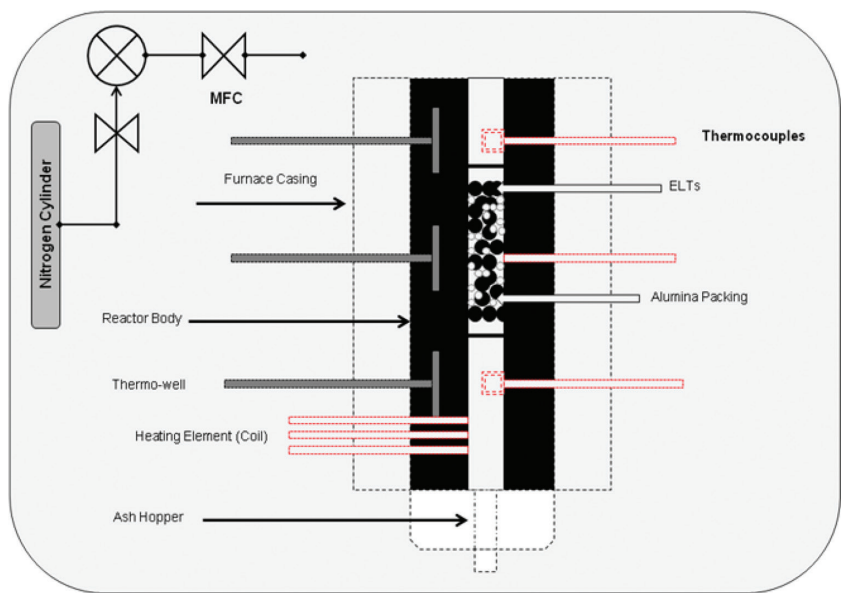 MFC
Nitrogen Cylinder
Thermocouples
Furnace Casing
ELTs
Alumina Packing
Reactor Body
Thermo-well
Heating Element (Coil)
Ash Hopper